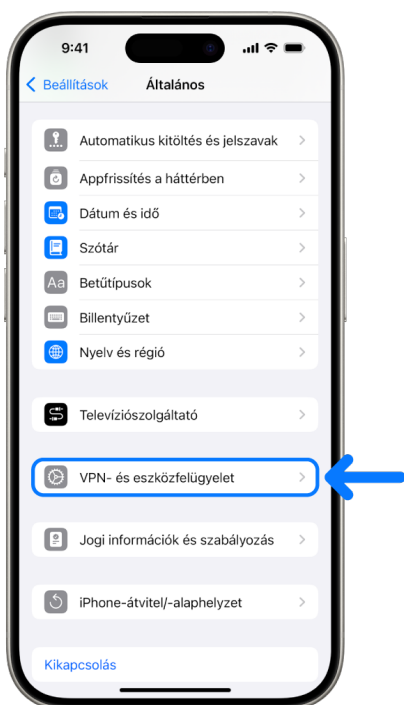 9:41
Beállítások
Általános
Automatikus kitöltés és jelszavak
Appfrissítés a háttérben
Dátum és idő
Szótár
Aa Betűtípusok
Billentyűzet
Nyelv és régió
Televíziószolgáltató
VPN- és eszközfelügyelet
Jogi információk és szabályozás
iPhone-átvitel/-alaphelyzet
Kikapcsolás